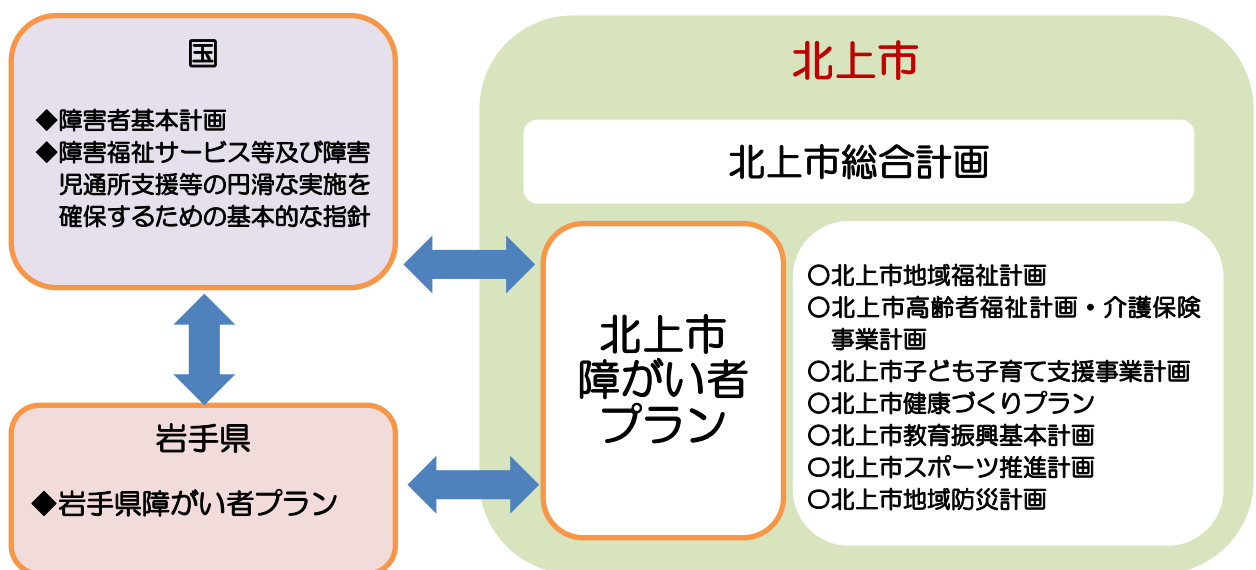 国
◆障害者基本計画
◆障害福祉サービス等及び障害
児通所支援等の円滑な実施を
確保するための基本的な指針
岩手県
◆岩手県障がい者プラン
北上市
北上市総合計画
北上市
障がい者
プラン
〇北上市地域福祉計画
〇北上市高齢者福祉計画・介護保険
事業計画
〇北上市子ども子育て支援事業計画
〇北上市健康づくりプラン
〇北上市教育振興基本計画
〇北上市スポーツ推進計画
〇北上市地域防災計画